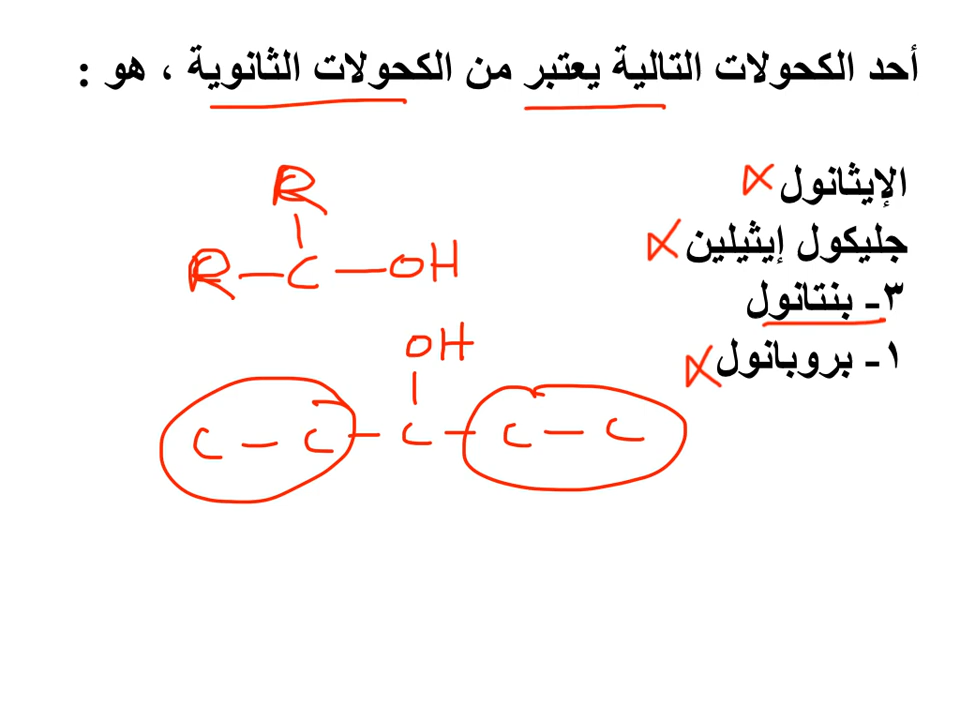 أحد الكحولات التالية يعتبر من الكحولات الثانوية ، هو :
الإيثانول
جليكول إيثيلين
٣- بنتانول
١- بروبانول
R
R - C - OH
OH
C - C - C - C - C